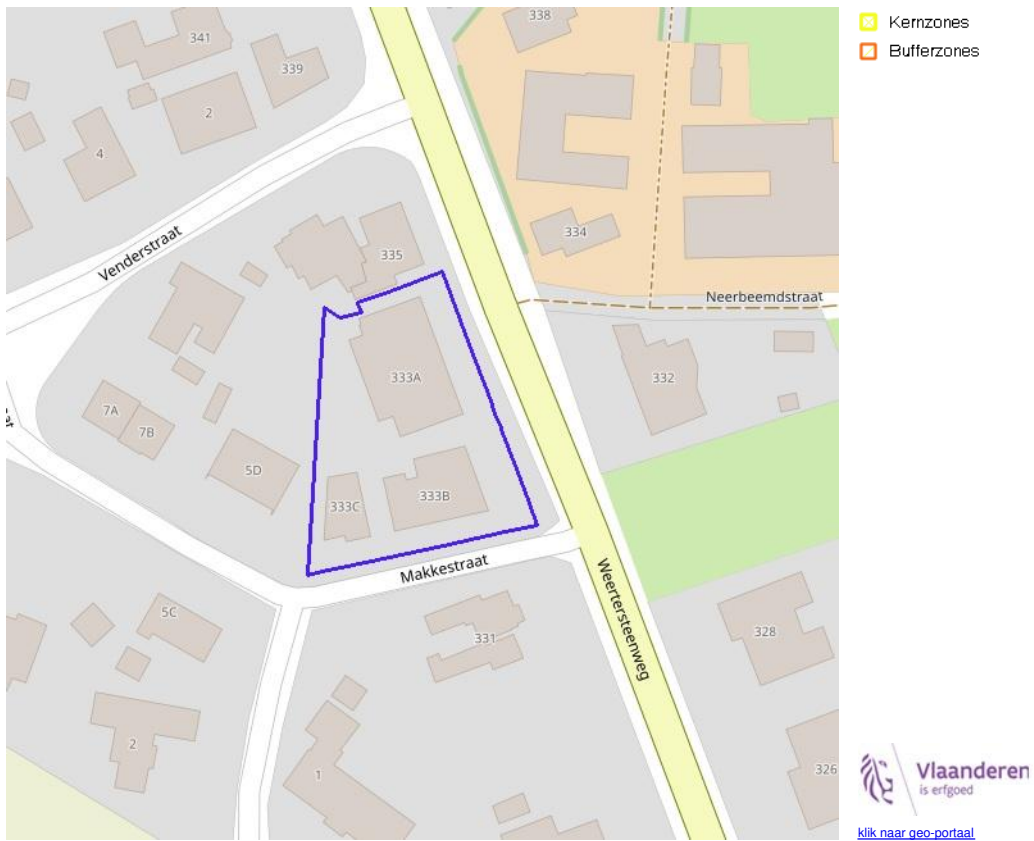 338
341
339
2
4
Venderstraat
335
334
Neerbeemdstraat
333A
332
7A
7B
5D
333C
333B
Makkestraat
Weertersteenweg
5C
331
328
2
1
326
Kernzones
Bufferzones
Vlaanderen
is erfgoed
klik naar geo-portaal